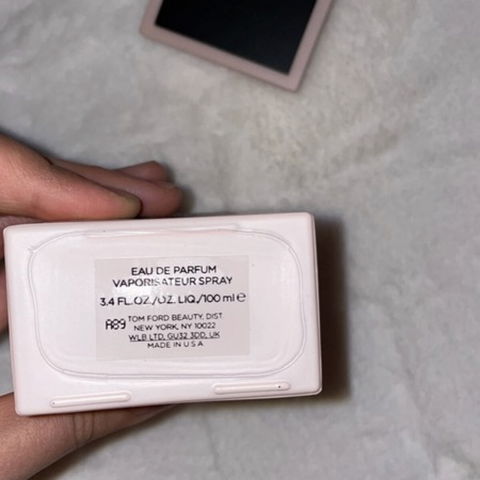 EAU DE PARFUM
VAPORISATEUR SPRAY
3.4 FL.OZ./OZ. LIQ./100 ml e
A89
TOM FORD BEAUTY, DIST.
NEW YORK, NY 10022
WLB LTD, GU32 3DD, UK
MADE IN U.S.A.